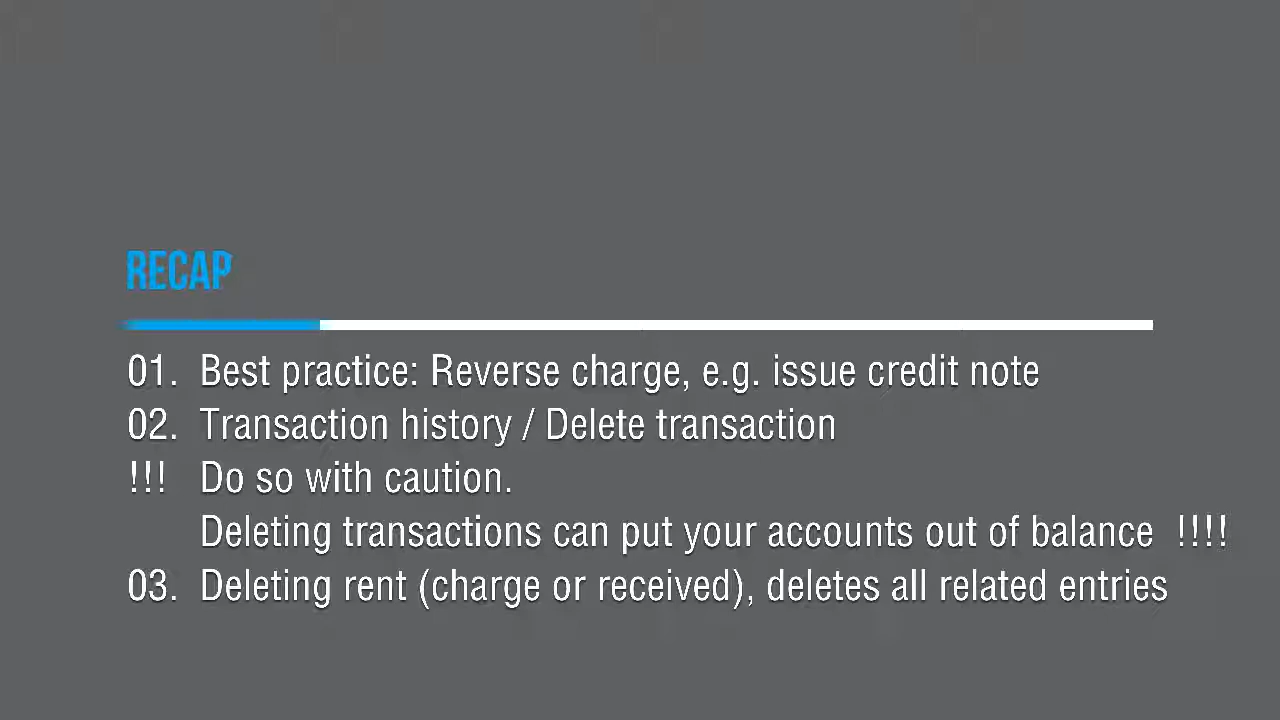 RECAP
01. Best practice: Reverse charge, e.g. issue credit note
02. Transaction history / Delete transaction
!!! Do so with caution.
Deleting transactions can put your accounts out of balance !!!!
03. Deleting rent (charge or received), deletes all related entries